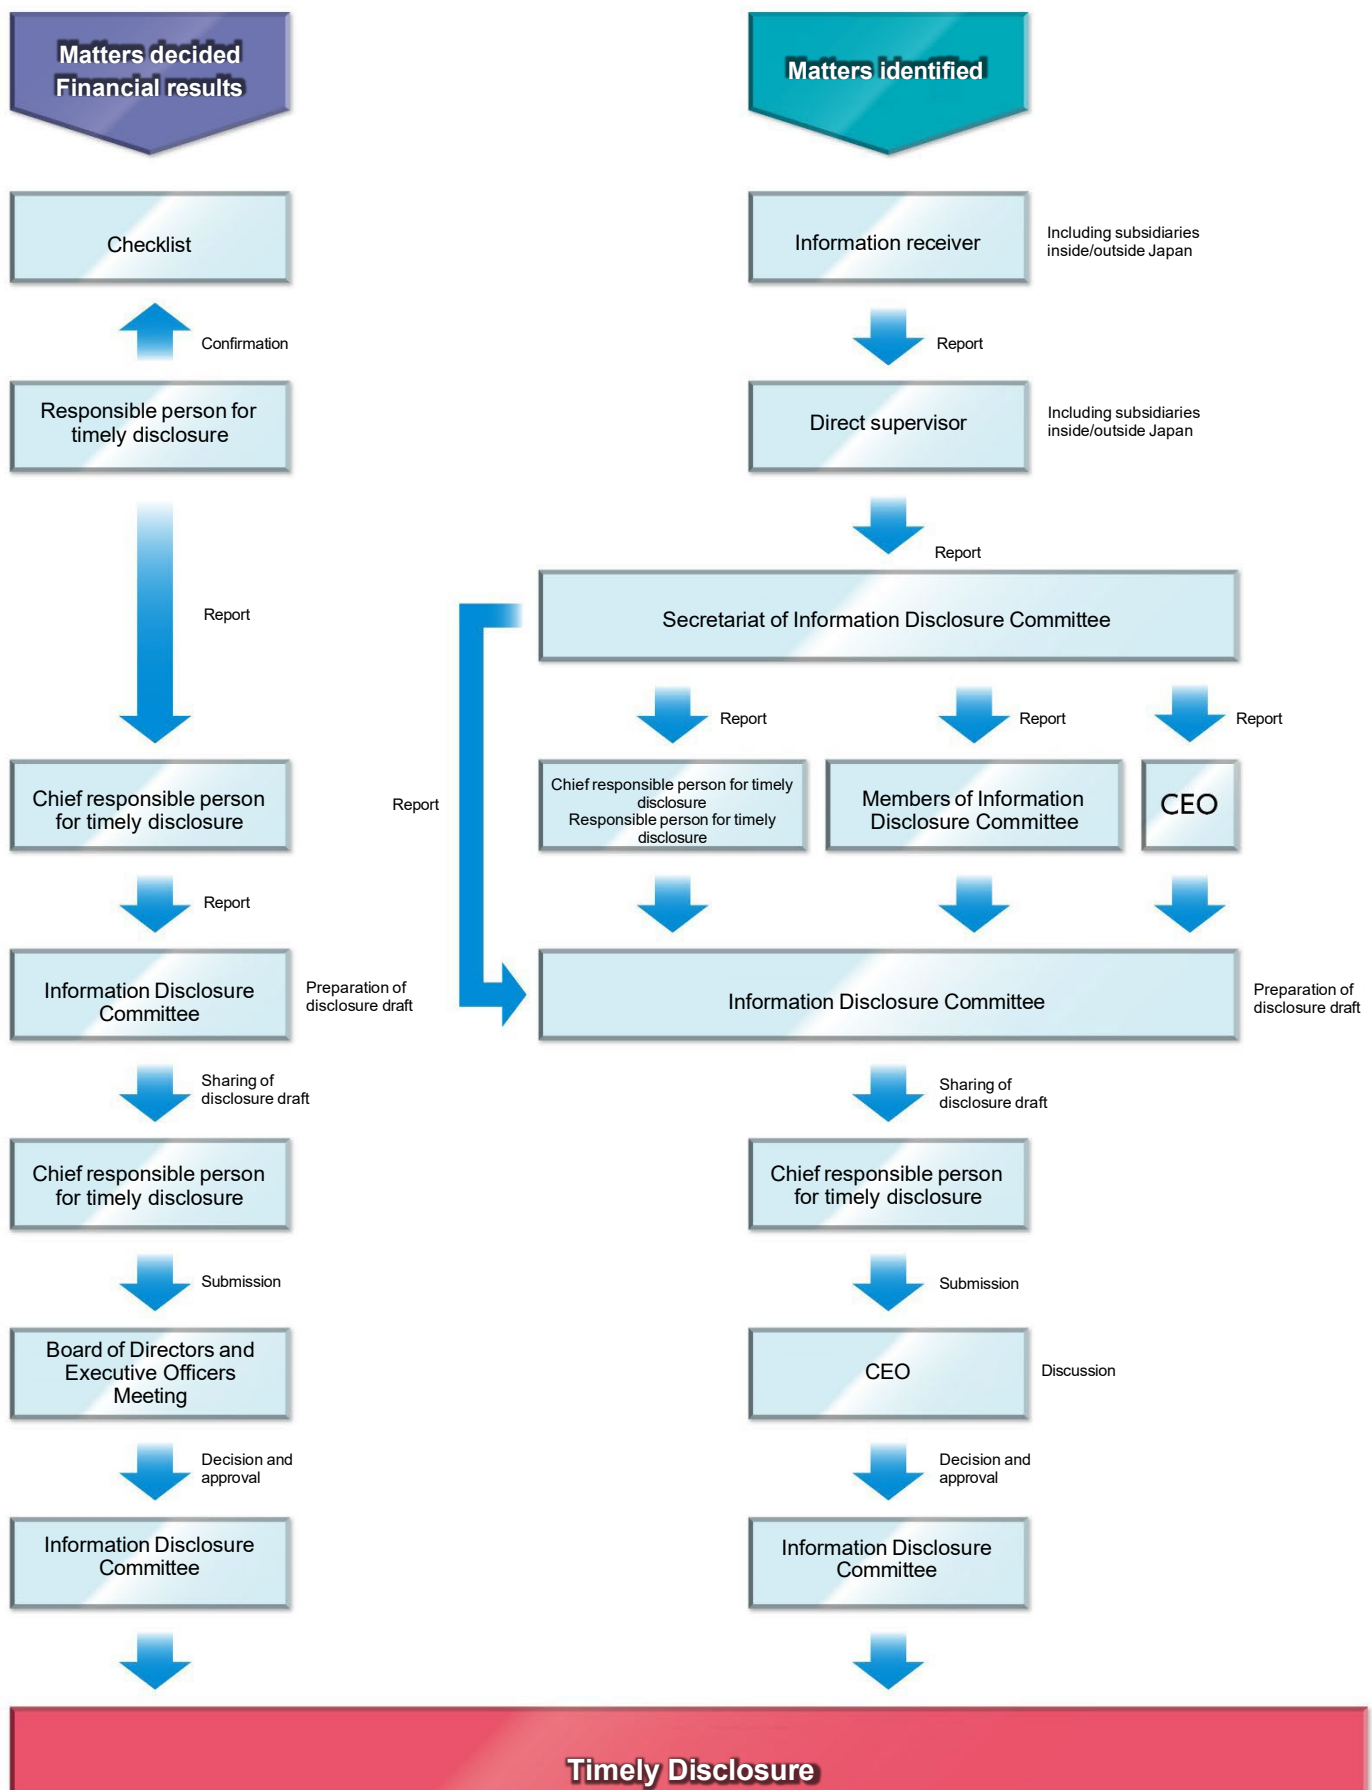 Matters decided
Financial results
Checklist
Confirmation
Responsible person for
timely disclosure
Report
Chief responsible person
for timely disclosure
Report
Information Disclosure
Committee
Preparation of
disclosure draft
Sharing of
disclosure draft
Chief responsible person
for timely disclosure
Submission
Board of Directors and
Executive Officers
Meeting
Decision and
approval
Information Disclosure
Committee
Matters identified
Information receiver
Including subsidiaries
inside/outside Japan
Report
Direct supervisor
Including subsidiaries
inside/outside Japan
Report
Secretariat of Information Disclosure Committee
Report
Report
Report
Report
Chief responsible person for timely
disclosure
Responsible person for timely
disclosure
Members of Information
Disclosure Committee
CEO
Information Disclosure Committee
Preparation of
disclosure draft
Sharing of
disclosure draft
Chief responsible person
for timely disclosure
Submission
CEO
Discussion
Decision and
approval
Information Disclosure
Committee
Timely Disclosure